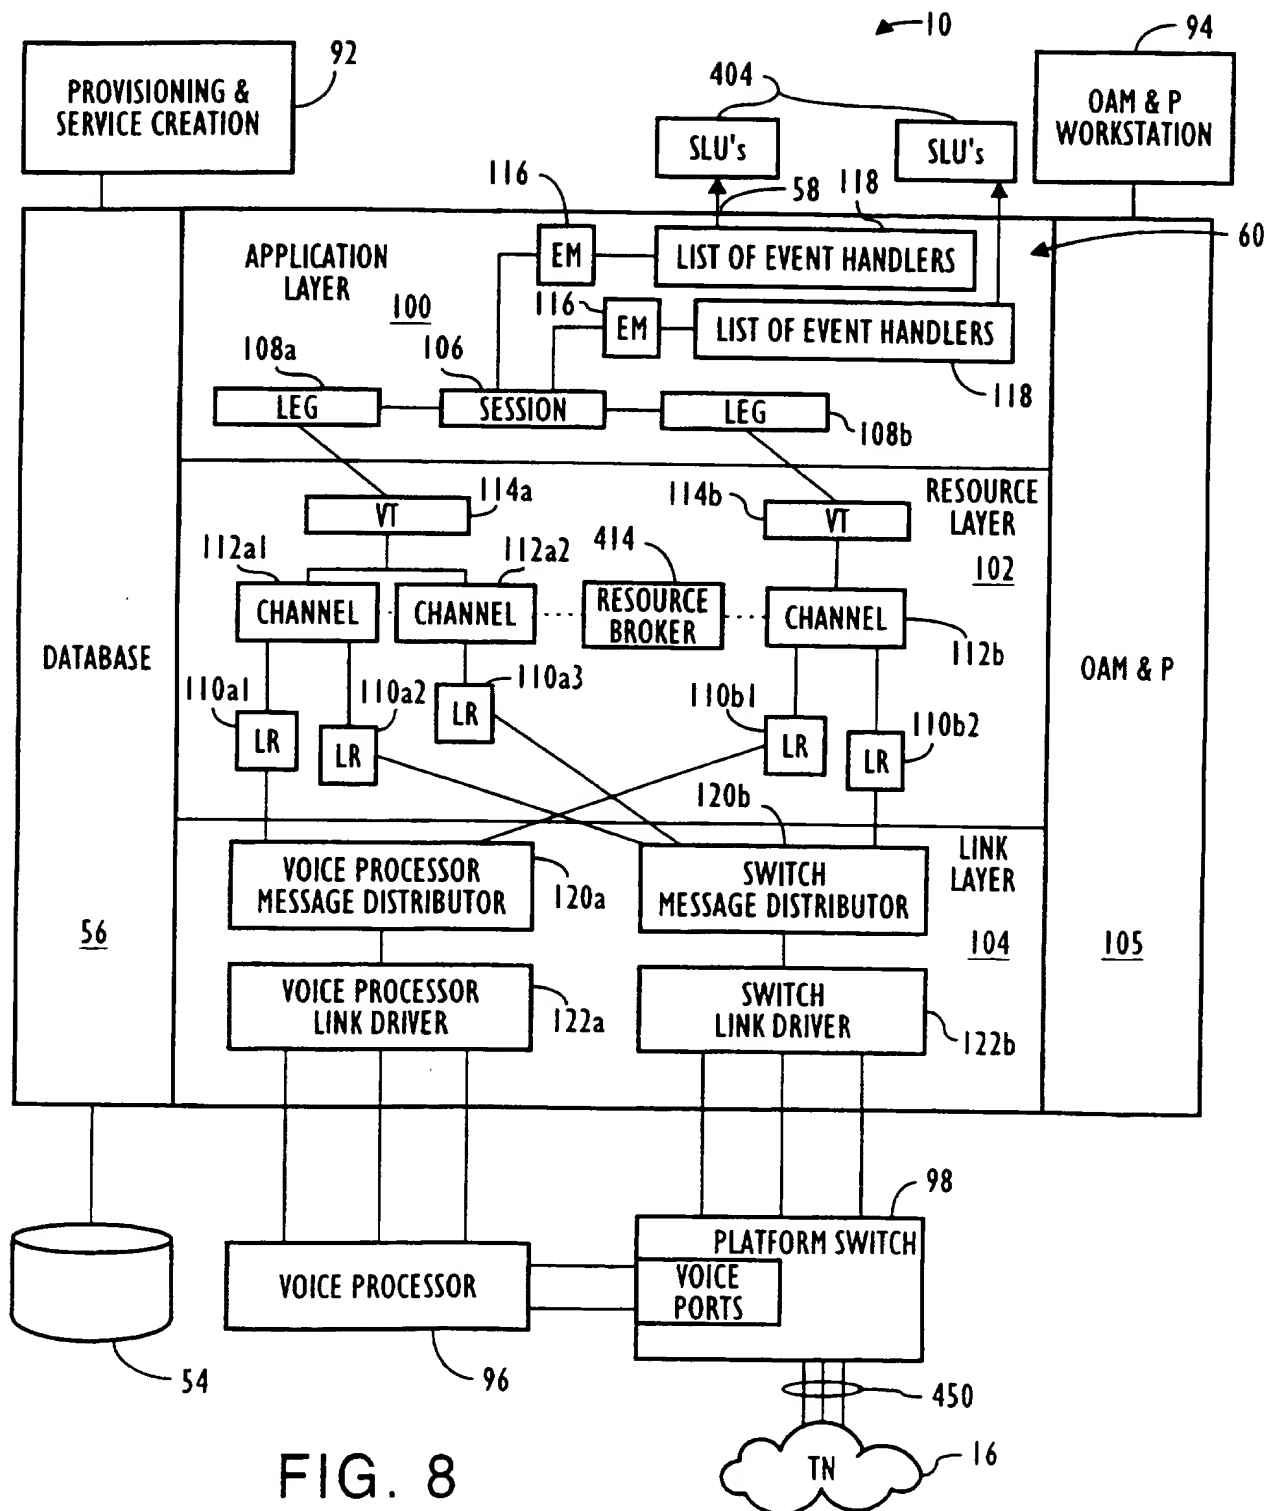 10
92
94
PROVISIONING &
SERVICE CREATION
404
OAM & P
WORKSTATION
SLU's
SLU's
116
58
118
60
APPLICATION
LAYER
EM
LIST OF EVENT HANDLERS
100
116
EM
LIST OF EVENT HANDLERS
108a
106
118
LEG
SESSION
LEG
108b
RESOURCE
LAYER
114a
114b
VT
VT
112a1
112a2
414
102
CHANNEL
CHANNEL
RESOURCE
BROKER
CHANNEL
112b
DATABASE
OAM & P
110a1
110a2
110a3
110b1
110b2
LR
LR
LR
LR
LR
120b
LINK
LAYER
VOICE PROCESSOR
MESSAGE DISTRIBUTOR
120a
SWITCH
MESSAGE DISTRIBUTOR
56
104
105
VOICE PROCESSOR
LINK DRIVER
122a
SWITCH
LINK DRIVER
122b
98
PLATFORM SWITCH
VOICE PROCESSOR
VOICE
PORTS
54
96
450
TN
16
FIG. 8